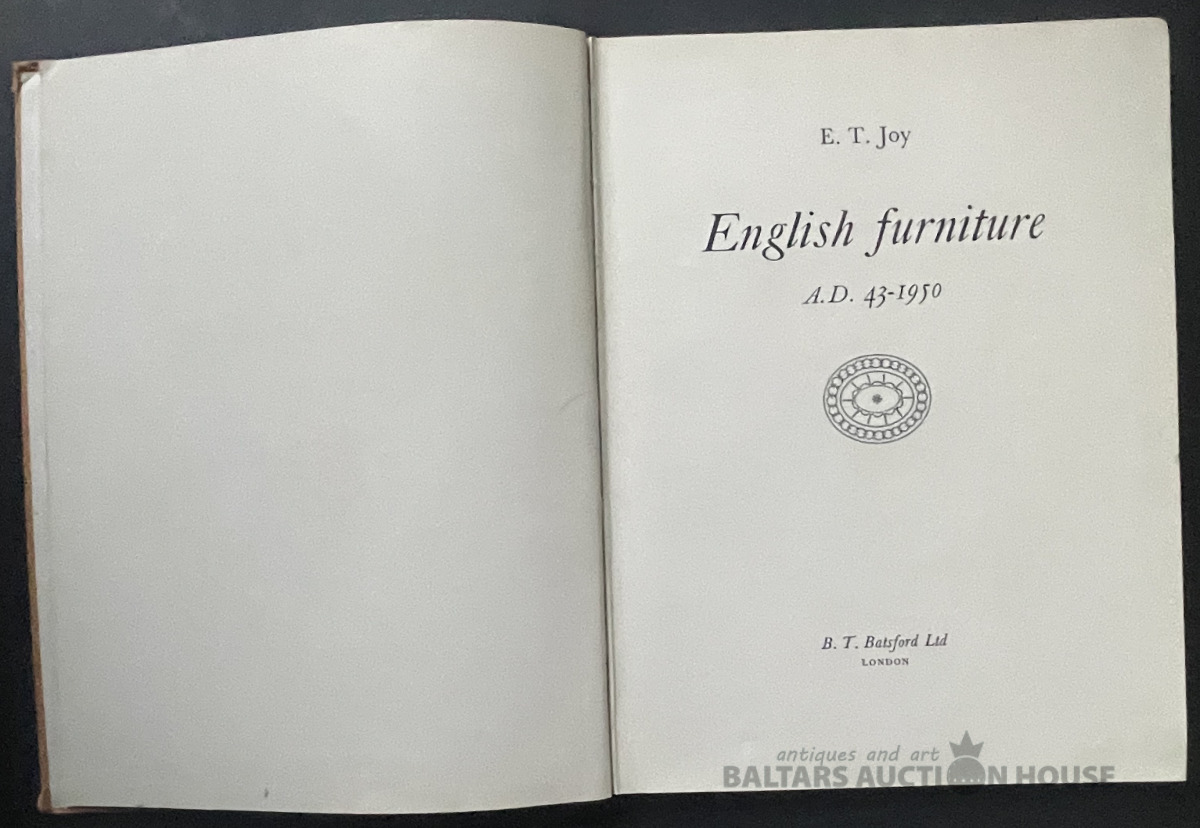 E. T. Joy
English furniture
A.D. 43-1950
B. T. Batsford Ltd
LONDON
antiques and art
BALTARS AUCTION HOUSE